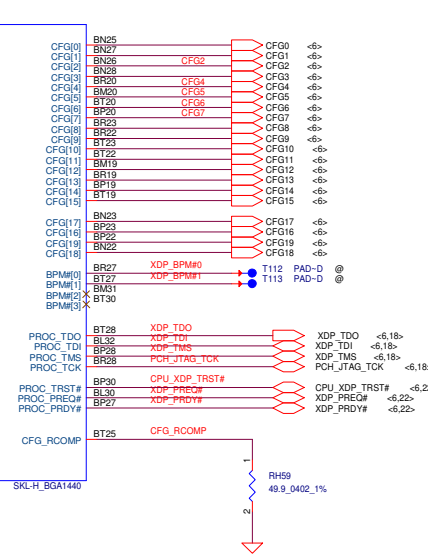 CFG[0] BN25 CFG0 <6>
CFG[1] BN27 CFG1 <6>
CFG[2] BN26 CFG2 CFG2 <6>
CFG[3] BN28 CFG3 <6>
CFG[4] BR20 CFG4 CFG4 <6>
CFG[5] BM20 CFG5 CFG5 <6>
CFG[6] BT20 CFG6 CFG6 <6>
CFG[7] BP20 CFG7 CFG7 <6>
CFG[8] BR23 CFG8 <6>
CFG[9] BR22 CFG9 <6>
CFG[10] BT23 CFG10 <6>
CFG[11] BT22 CFG11 <6>
CFG[12] BM19 CFG12 <6>
CFG[13] BR19 CFG13 <6>
CFG[14] BP19 CFG14 <6>
CFG[15] BT19 CFG15 <6>
CFG[17] BN23 CFG17 <6>
CFG[16] BP23 CFG16 <6>
CFG[19] BP22 CFG19 <6>
CFG[18] BN22 CFG18 <6>
BPM#[0] BR27 XDP_BPM#0 T112 PAD~D @
BPM#[1] BT27 XDP_BPM#1 T113 PAD~D @
BPM#[2] BM31
BPM#[3] BT30
PROC_TDO BT28 XDP_TDO XDP_TDO <6,18>
PROC_TDI BL32 XDP_TDI XDP_TDI <6,18>
PROC_TMS BP28 XDP_TMS XDP_TMS <6,18>
PROC_TCK BR28 PCH_JTAG_TCK PCH_JTAG_TCK <6,18
PROC_TRST# BP30 CPU_XDP_TRST# CPU_XDP_TRST# <6,2
PROC_PREQ# BL30 XDP_PREQ# XDP_PREQ# <6,22>
PROC_PRDY# BP27 XDP_PRDY# XDP_PRDY# <6,22>
CFG_RCOMP BT25 CFG_RCOMP
1
RH59
SKL-H_BGA1440 49.9_0402_1%
2